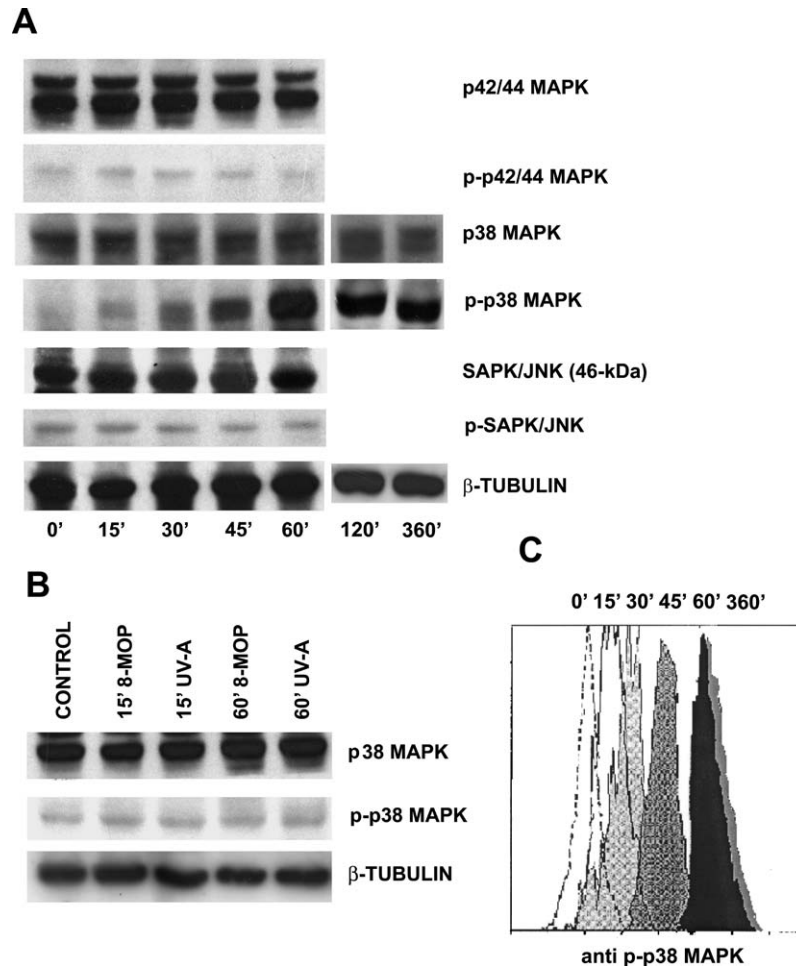 A
p42/44 MAPK
p-p42/44 MAPK
p38 MAPK
p-p38 MAPK
SAPK/JNK (46-kDa)
p-SAPK/JNK
β-TUBULIN
0’ 15’ 30’ 45’ 60’ 120’ 360’
B
CONTROL
15’ 8-MOP
15’ UV-A
60’ 8-MOP
60’ UV-A
p38 MAPK
p-p38 MAPK
β-TUBULIN
C
0’ 15’ 30’ 45’ 60’ 360’
anti p-p38 MAPK